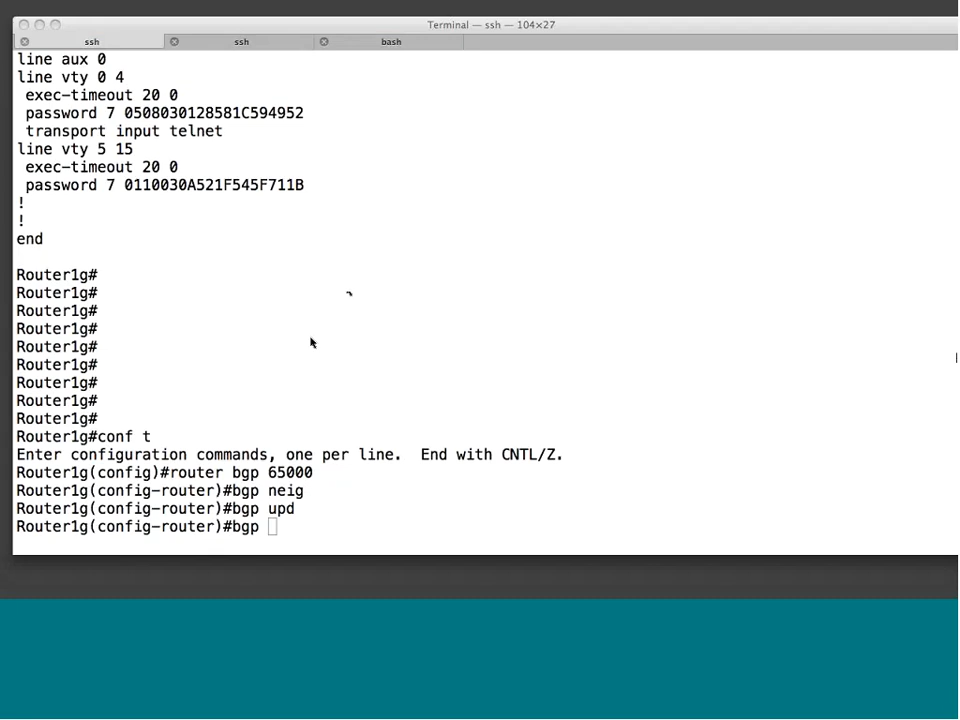 Terminal — ssh — 104×27
ssh ssh bash
line aux 0
line vty 0 4
 exec-timeout 20 0
 password 7 0508030128581C594952
 transport input telnet
line vty 5 15
 exec-timeout 20 0
 password 7 0110030A521F545F711B
!
!
end
Router1g#
Router1g#
Router1g#
Router1g#
Router1g#
Router1g#
Router1g#
Router1g#
Router1g#
Router1g#conf t
Enter configuration commands, one per line.  End with CNTL/Z.
Router1g(config)#router bgp 65000
Router1g(config-router)#bgp neig
Router1g(config-router)#bgp upd
Router1g(config-router)#bgp